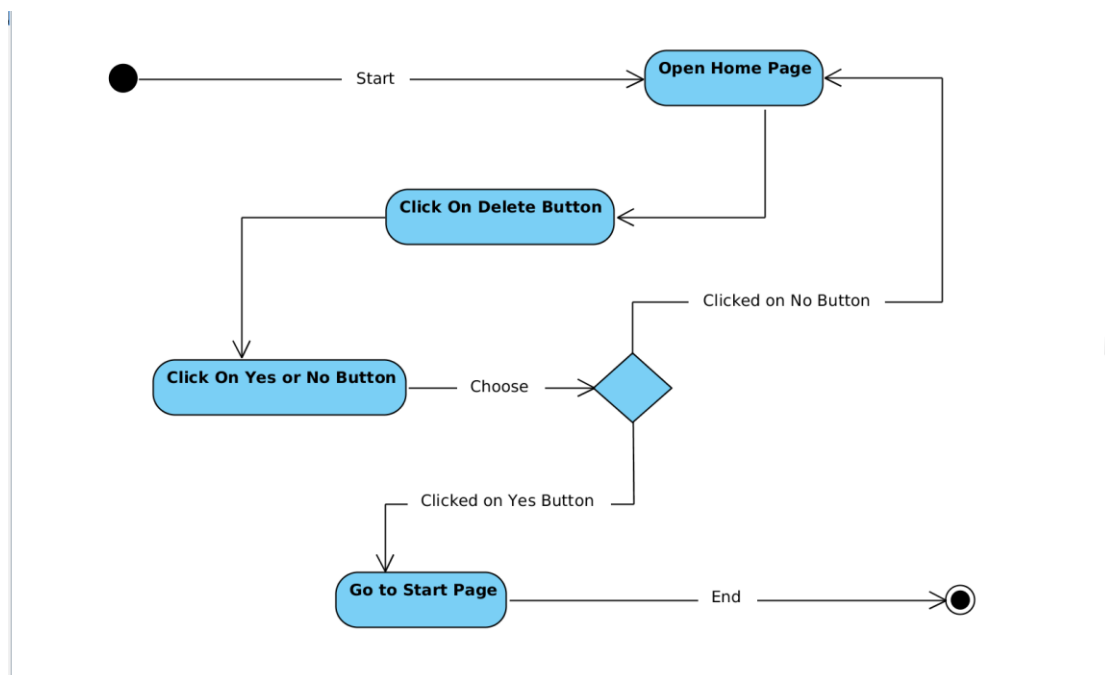 Start
Open Home Page
Click On Delete Button
Clicked on No Button
Click On Yes or No Button
Choose
Clicked on Yes Button
Go to Start Page
End